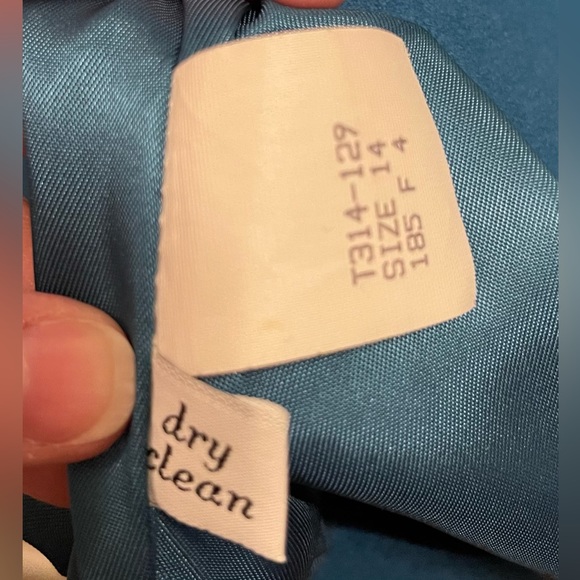 T314-129
SIZE 14
185 F 4
dry
clean